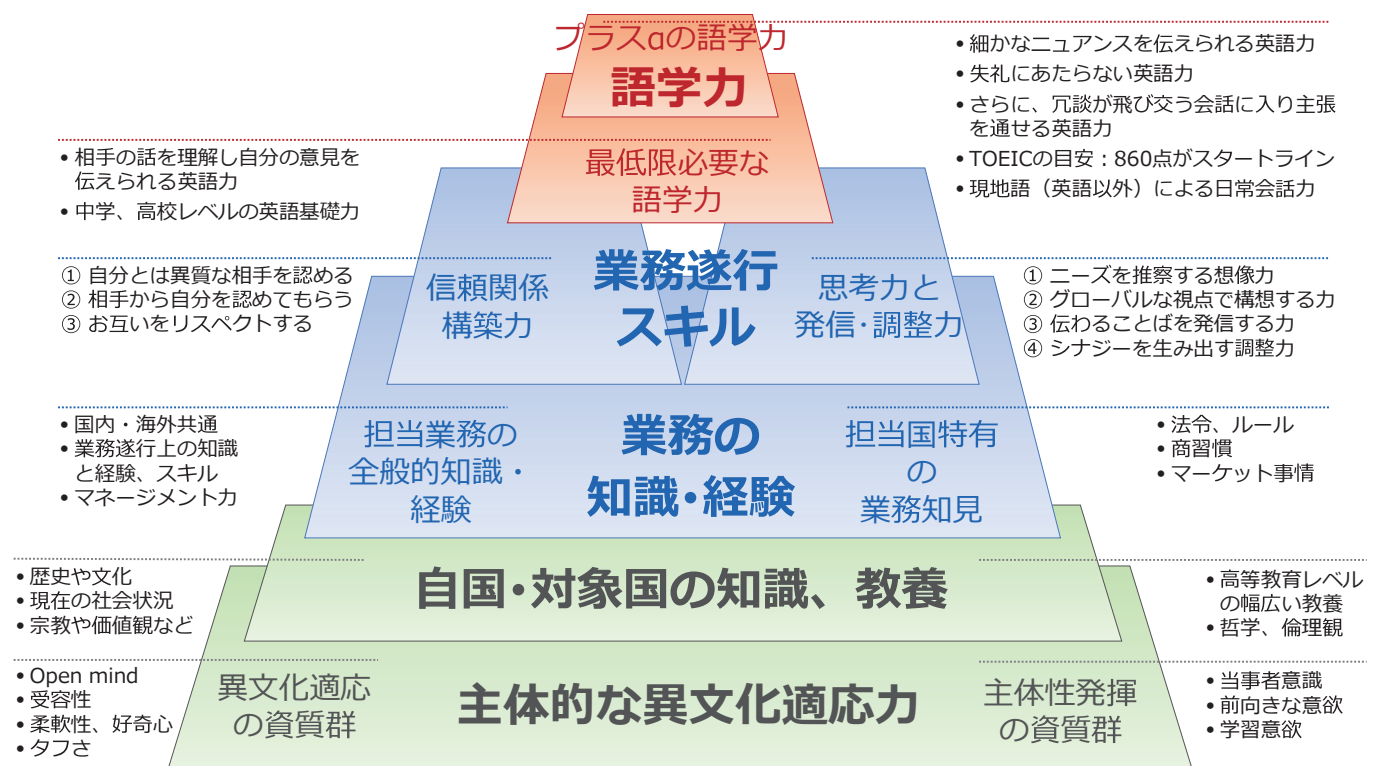 プラスαの語学力
語学力
• 細かなニュアンスを伝えられる英語力
• 失礼にあたらない英語力
• さらに、冗談が飛び交う会話に入り主張
を通せる英語力
• TOEICの目安:860点がスタートライン
• 現地語（英語以外）による日常会話力
最低限必要な
語学力
• 相手の話を理解し自分の意見を
伝えられる英語力
• 中学、高校レベルの英語基礎力
業務遂行
スキル
① 自分とは異質な相手を認める
② 相手から自分を認めてもらう
③ お互いをリスペクトする
信頼関係
構築力
思考力と
発信・調整力
① ニーズを推察する想像力
② グローバルな視点で構想する力
③ 伝わることばを発信する力
④ シナジーを生み出す調整力
• 国内・海外共通
• 業務遂行上の知識
と経験、スキル
• マネージメント力
担当業務の
全般的知識・
経験
業務の
知識・経験
担当国特有
の
業務知見
• 法令、ルール
• 商習慣
• マーケット事情
• 歴史や文化
• 現在の社会状況
• 宗教や価値観など
自国・対象国の知識、教養
• 高等教育レベル
の幅広い教養
• 哲学、倫理観
• Open mind
• 受容性
• 柔軟性、好奇心
• タフさ
異文化適応
の資質群
主体的な異文化適応力
主体性発揮
の資質群
• 当事者意識
• 前向きな意欲
• 学習意欲